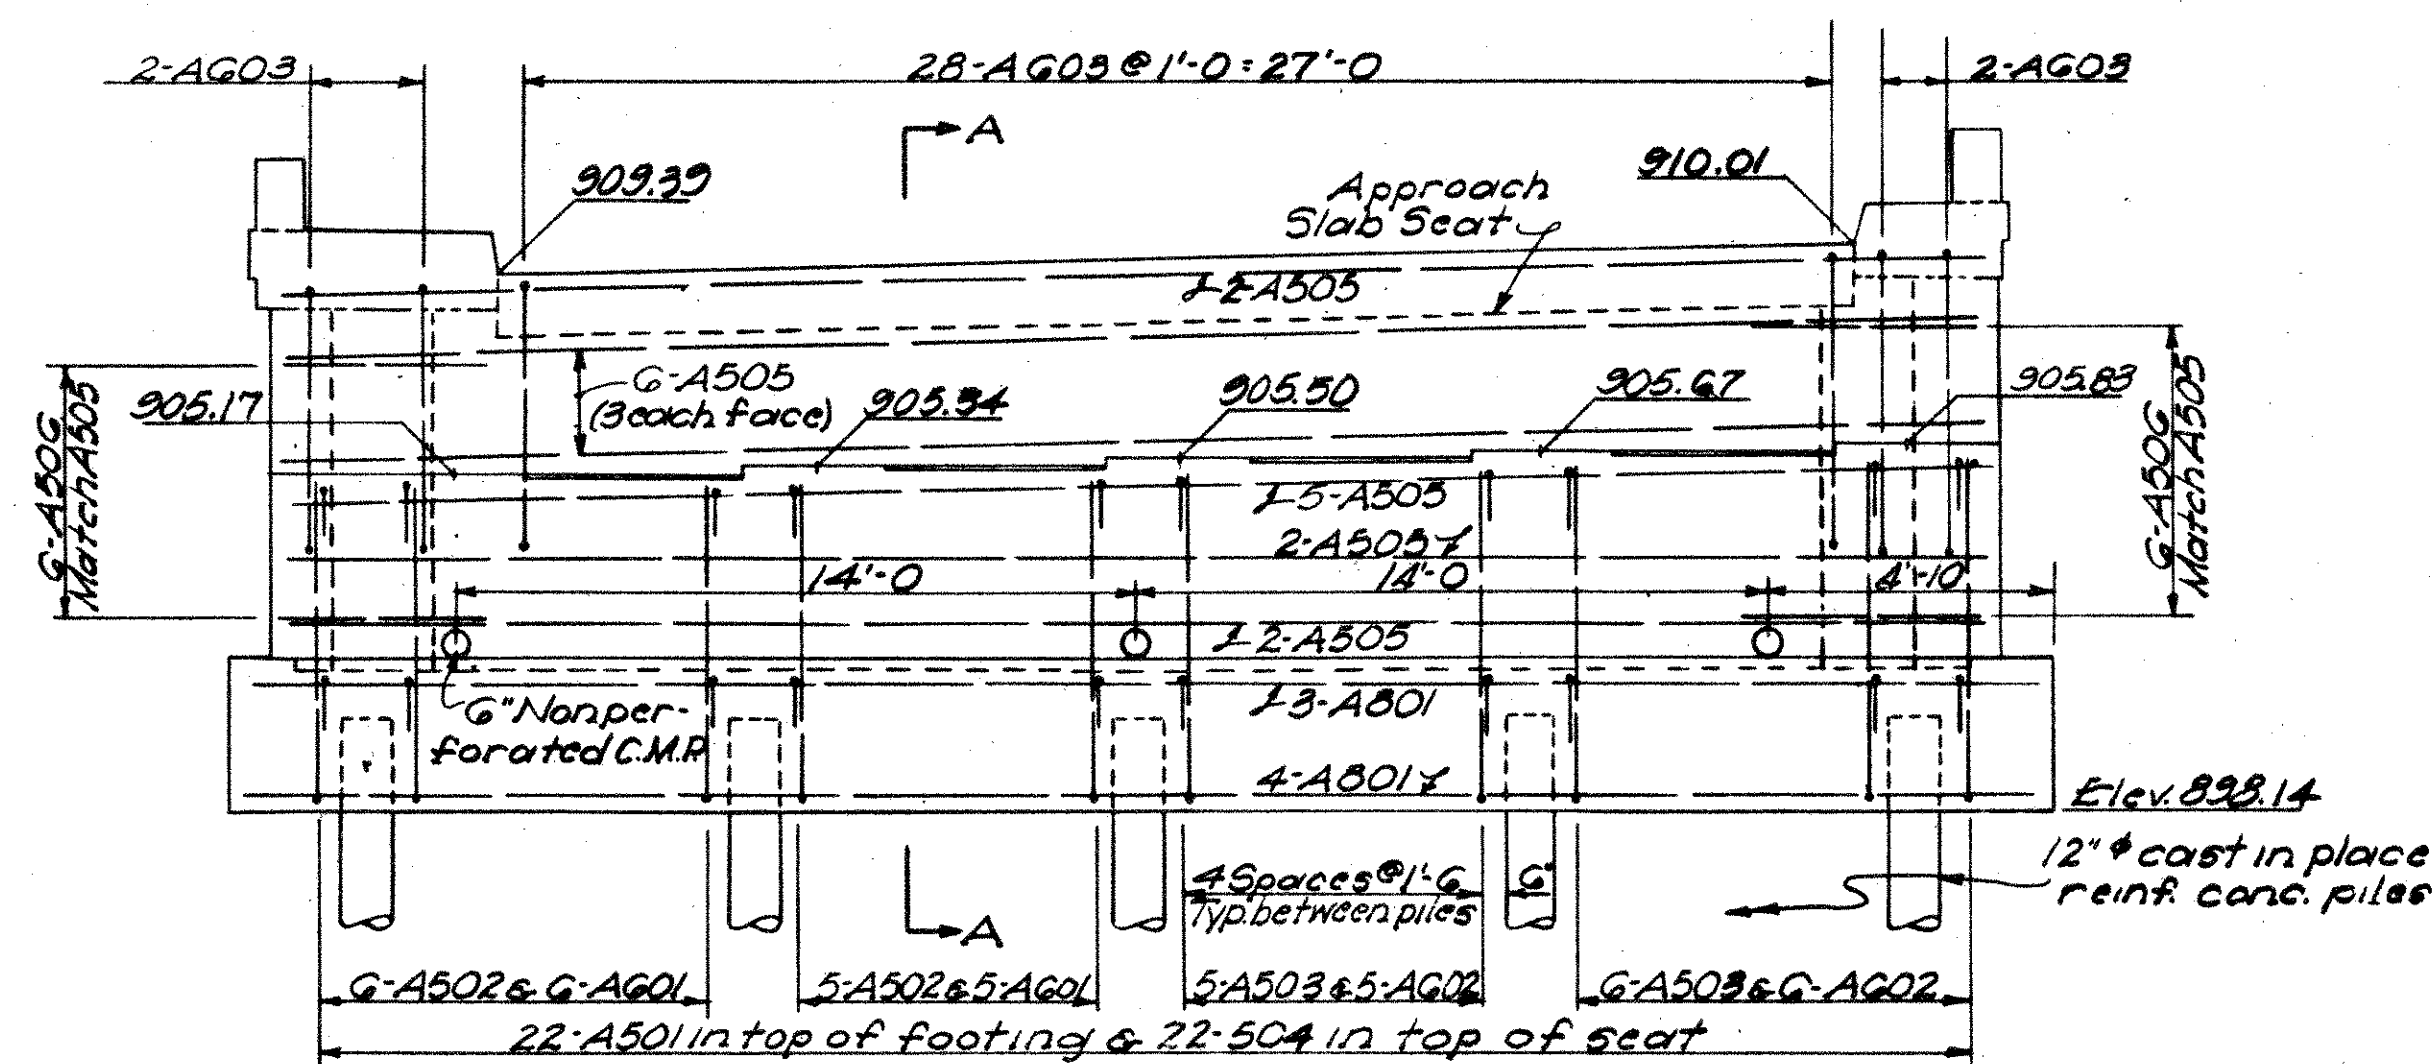 2-A603
28-A603 @ 1'-0 = 27'-0
2-A603
A
909.39
910.01
Approach
Slab Seat
2-A505
6-A506
Match A505
905.17
6-A505
(3 each face)
905.34
905.50
905.67
905.83
6-A506
Match A505
5-A505
2-A505
14'-0
14'-0
4'-10
2-A505
6" Nonper-
forated C.M.P.
3-A801
4-A801
Elev. 898.14
12" φ cast in place
reinf. conc. piles
4 Spaces @ 1'-6
Typ. between piles
6"
A
6-A502 & 6-A601
5-A502 & 5-A601
5-A503 & 5-A602
6-A503 & 6-A602
22-A501 in top of footing & 22-504 in top of seat